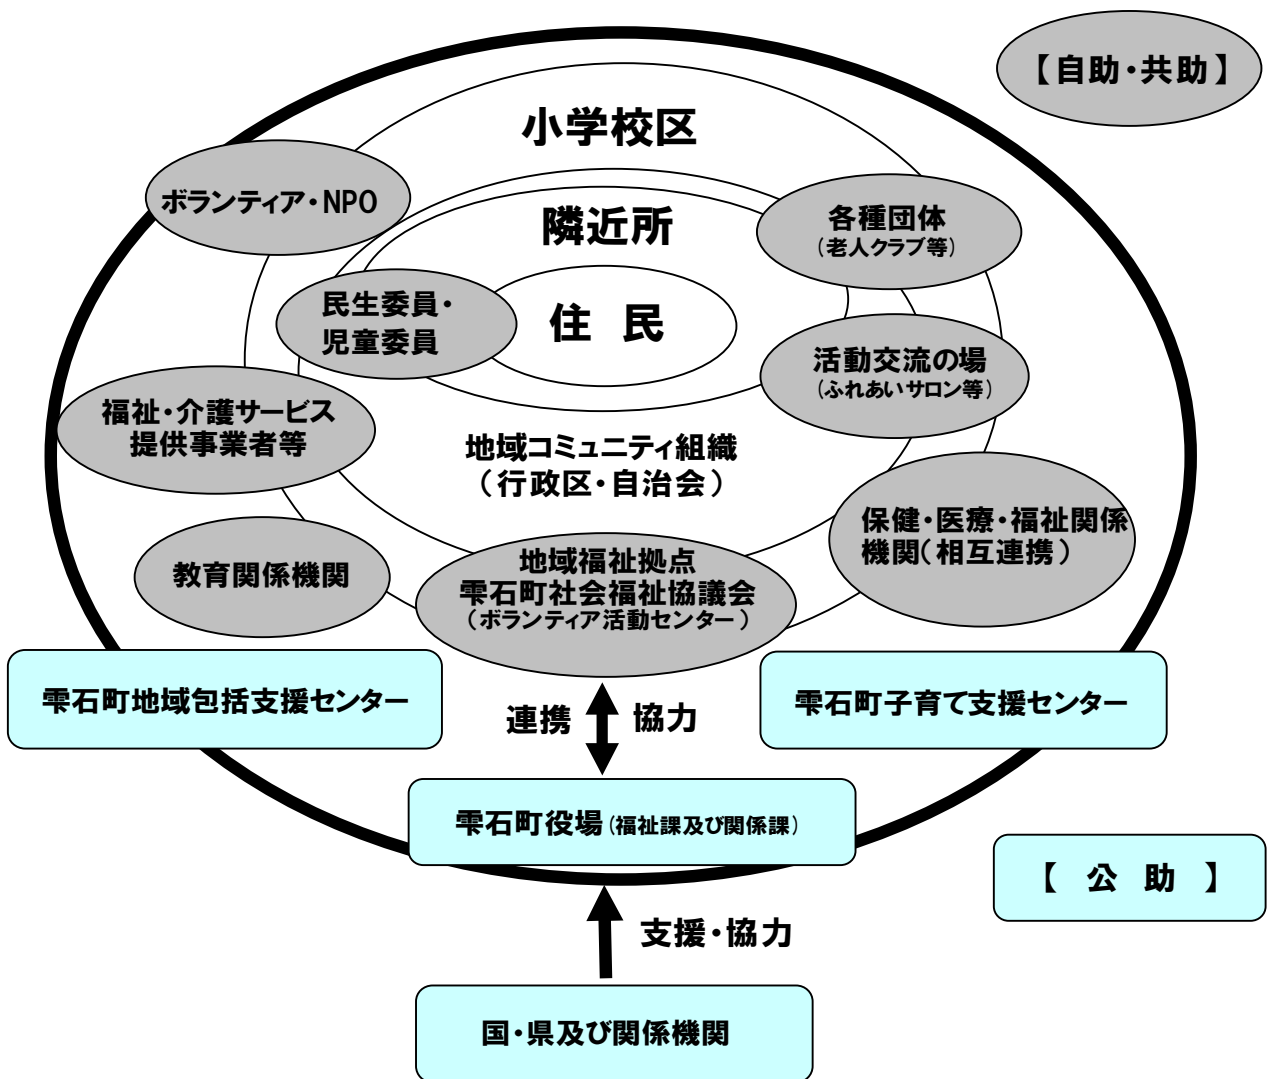 【自助・共助】
小学校区
ボランティア・NPO
隣近所
各種団体
（老人クラブ等）
民生委員・
児童委員
住 民
活動交流の場
（ふれあいサロン等）
福祉・介護サービス
提供事業者等
地域コミュニティ組織
（行政区・自治会）
保健・医療・福祉関係
機関（相互連携）
教育関係機関
地域福祉拠点
雫石町社会福祉協議会
（ボランティア活動センター）
雫石町地域包括支援センター
雫石町子育て支援センター
連携
協力
雫石町役場（福祉課及び関係課）
【 公 助 】
支援・協力
国・県及び関係機関